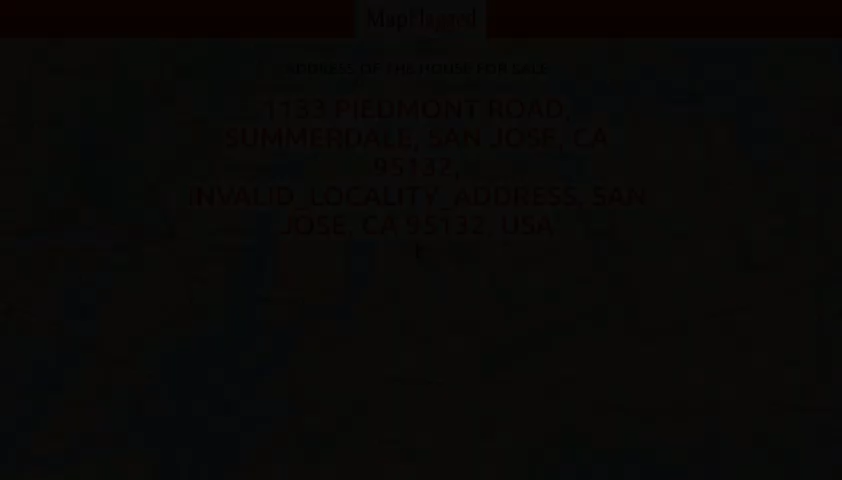 MapFlagged
ADDRESS OF THE HOUSE FOR SALE
1133 PIEDMONT ROAD,
SUMMERDALE, SAN JOSE, CA
95132,
INVALID_LOCALITY_ADDRESS, SAN
JOSE, CA 95132, USA